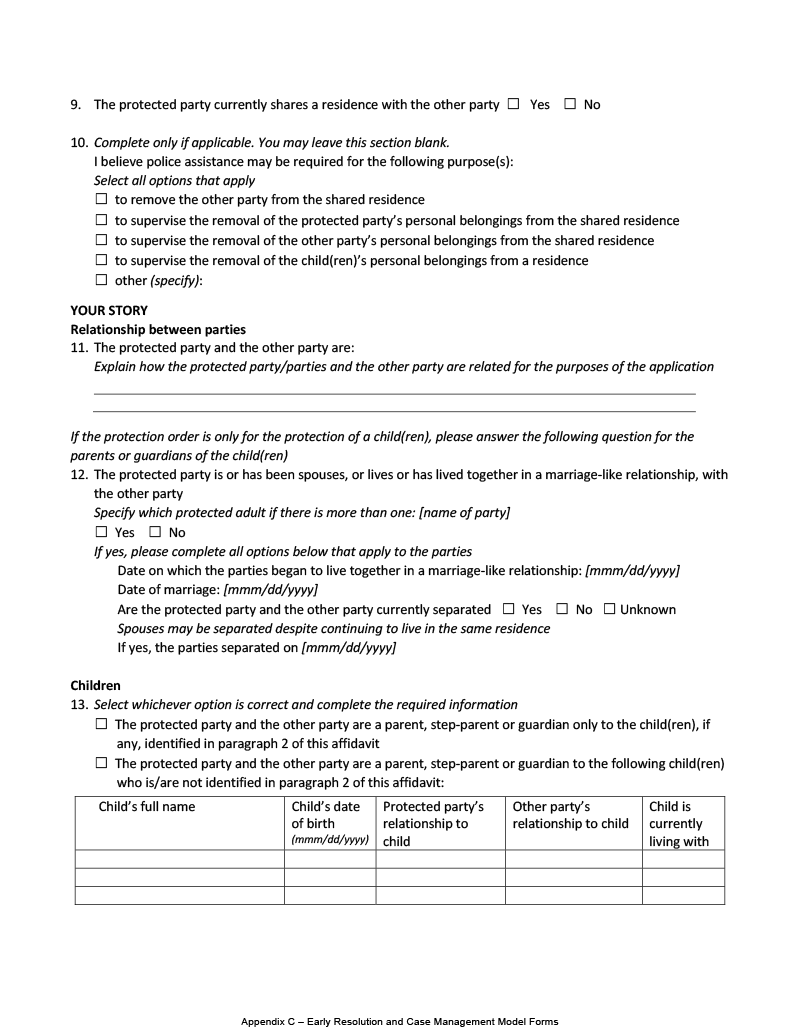 9. The protected party currently shares a residence with the other party ☐ Yes ☐ No
10. Complete only if applicable. You may leave this section blank.
I believe police assistance may be required for the following purpose(s):
Select all options that apply
☐ to remove the other party from the shared residence
☐ to supervise the removal of the protected party's personal belongings from the shared residence
☐ to supervise the removal of the other party's personal belongings from the shared residence
☐ to supervise the removal of the child(ren)'s personal belongings from a residence
☐ other (specify):
YOUR STORY
Relationship between parties
11. The protected party and the other party are:
Explain how the protected party/parties and the other party are related for the purposes of the application
If the protection order is only for the protection of a child(ren), please answer the following question for the
parents or guardians of the child(ren)
12. The protected party is or has been spouses, or lives or has lived together in a marriage-like relationship, with
the other party
Specify which protected adult if there is more than one: [name of party]
☐ Yes ☐ No
If yes, please complete all options below that apply to the parties
Date on which the parties began to live together in a marriage-like relationship: [mmm/dd/yyyy]
Date of marriage: [mmm/dd/yyyy]
Are the protected party and the other party currently separated ☐ Yes ☐ No ☐ Unknown
Spouses may be separated despite continuing to live in the same residence
If yes, the parties separated on [mmm/dd/yyyy]
Children
13. Select whichever option is correct and complete the required information
☐ The protected party and the other party are a parent, step-parent or guardian only to the child(ren), if
any, identified in paragraph 2 of this affidavit
☐ The protected party and the other party are a parent, step-parent or guardian to the following child(ren)
who is/are not identified in paragraph 2 of this affidavit:
Child's full name
Child's date
of birth
(mmm/dd/yyyy)
Protected party's
relationship to
child
Other party's
relationship to child
Child is
currently
living with
Appendix C – Early Resolution and Case Management Model Forms